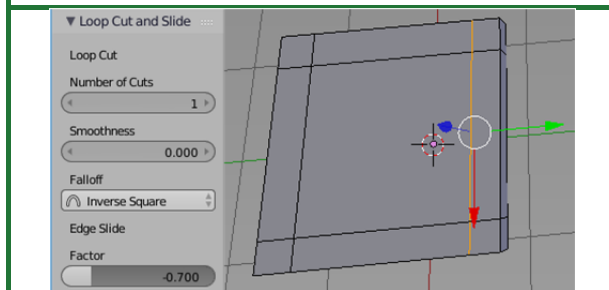 Loop Cut and Slide
Loop Cut
Number of Cuts
1
Smoothness
0.000
Falloff
Inverse Square
Edge Slide
Factor
-0.700